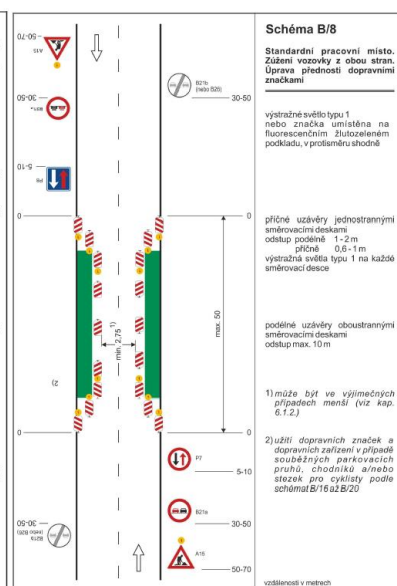 50-70
A15
30-50
B21a
5-10
P8
0
0
2)
30-50
B21b
(nebo B26)
min. 2,75 1)
B21b
(nebo B26)
30-50
0
max. 50
0
P7
5-10
B21a
30-50
A15
50-70
Schéma B/8
Standardní pracovní místo.
Zúžení vozovky z obou stran.
Úprava přednosti dopravními
značkami
výstražné světlo typu 1
nebo značka umístěna na
fluorescenčním žlutozeleném
podkladu, v protisměru shodně
příčné uzávěry jednostrannými
směrovacími deskami
odstup podélně 1-2m
příčně 0,6-1m
výstražná světla typu 1 na každé
směrovací desce
podélné uzávěry oboustrannými
směrovacími deskami
odstup max. 10 m
1) může být ve výjimečných
případech menší (viz kap.
6.1.2.)
2) užití dopravních značek a
dopravních zařízení v případě
souběžných parkovacích
pruhů, chodníků a/nebo
stezek pro cyklisty podle
schémat B/16 až B/20
vzdálenosti v metrech